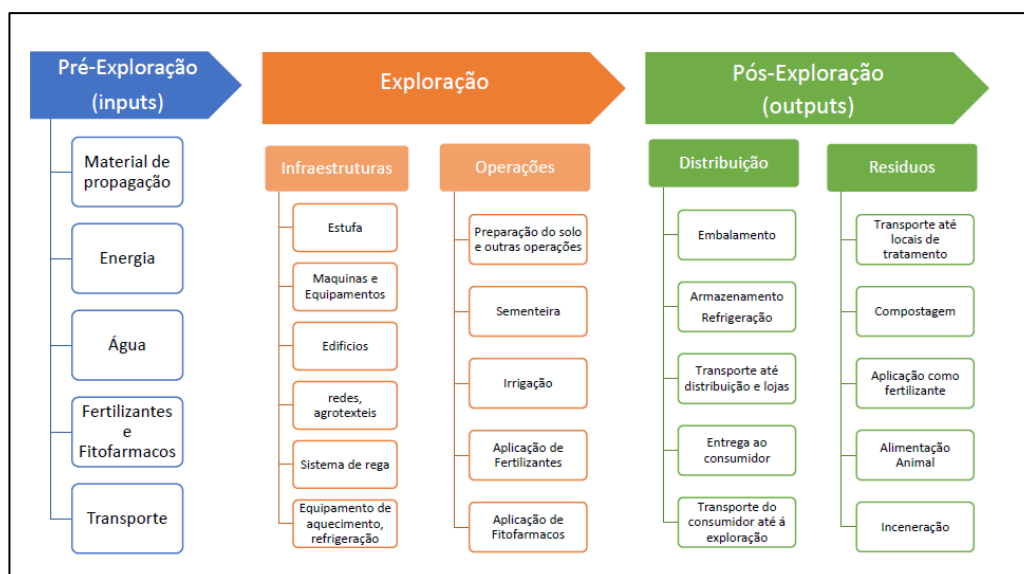 Pré-Exploração
(inputs)
Material de
propagação
Energia
Água
Fertilizantes
e
Fitofarmacos
Transporte
Exploração
Infraestruturas
Estufa
Maquinas e
Equipamentos
Edificios
redes,
agrotexteis
Sistema de rega
Equipamento de
aquecimento,
refrigeração
Operações
Preparação do solo
e outras operações
Sementeira
Irrigação
Aplicação de
Fertilizantes
Aplicação de
Fitofarmacos
Pós-Exploração
(outputs)
Distribuição
Embalamento
Armazenamento
Refrigeração
Transporte até
distribuição e lojas
Entrega ao
consumidor
Transporte do
consumidor até á
exploração
Residuos
Transporte até
locais de
tratamento
Compostagem
Aplicação como
fertilizante
Alimentação
Animal
Inceneração